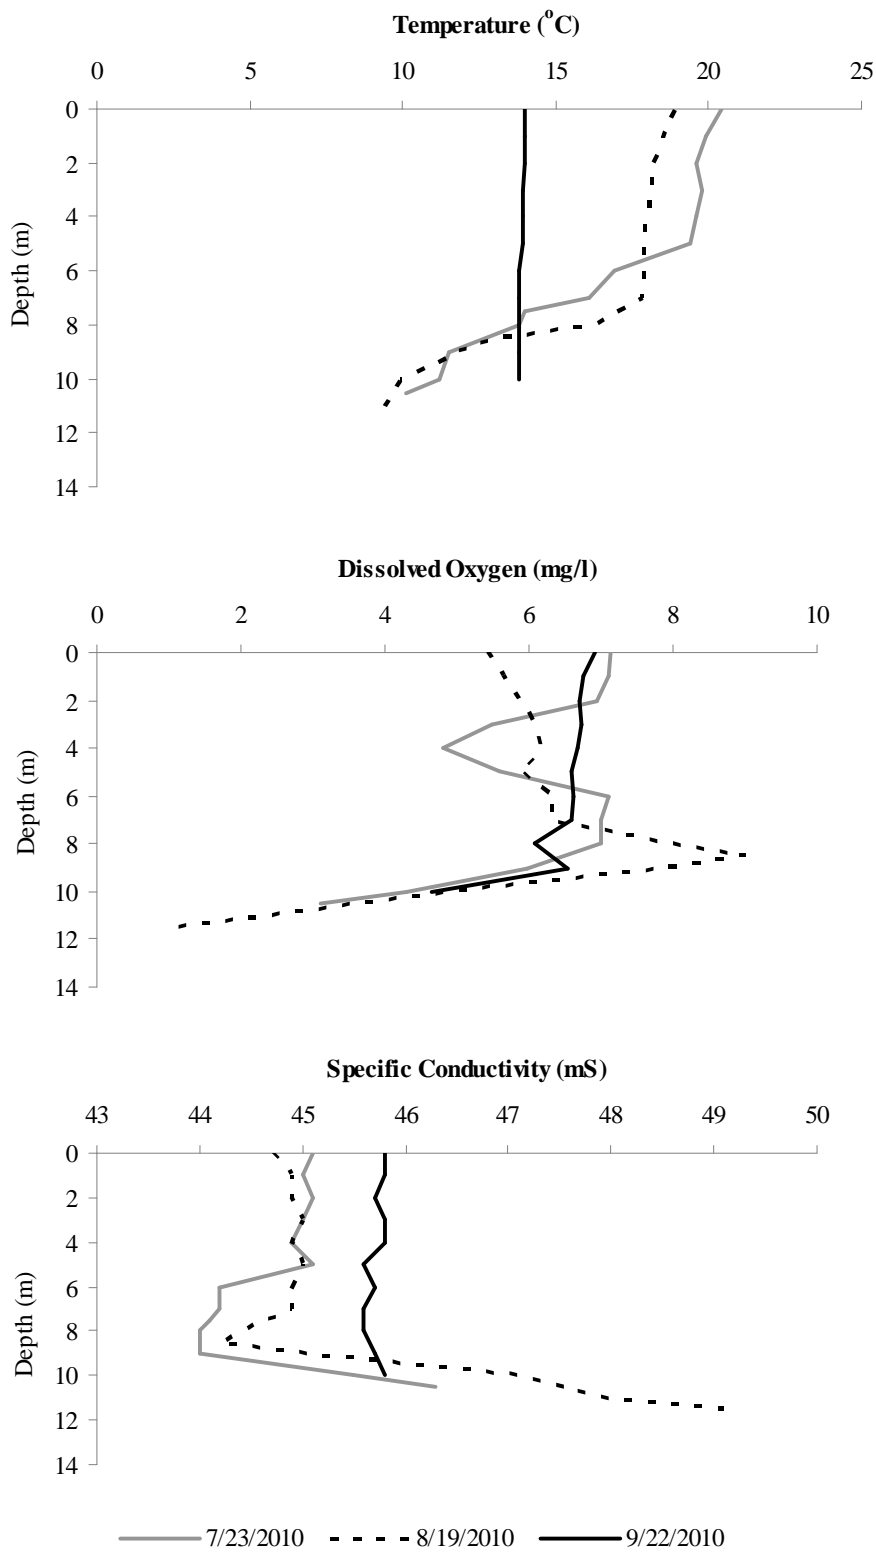 Temperature (°C)
0 5 10 15 20 25
0
2
4
6
8
10
12
14
Depth (m)
Dissolved Oxygen (mg/l)
0 2 4 6 8 10
0
2
4
6
8
10
12
14
Depth (m)
Specific Conductivity (mS)
43 44 45 46 47 48 49 50
0
2
4
6
8
10
12
14
Depth (m)
7/23/2010 8/19/2010 9/22/2010